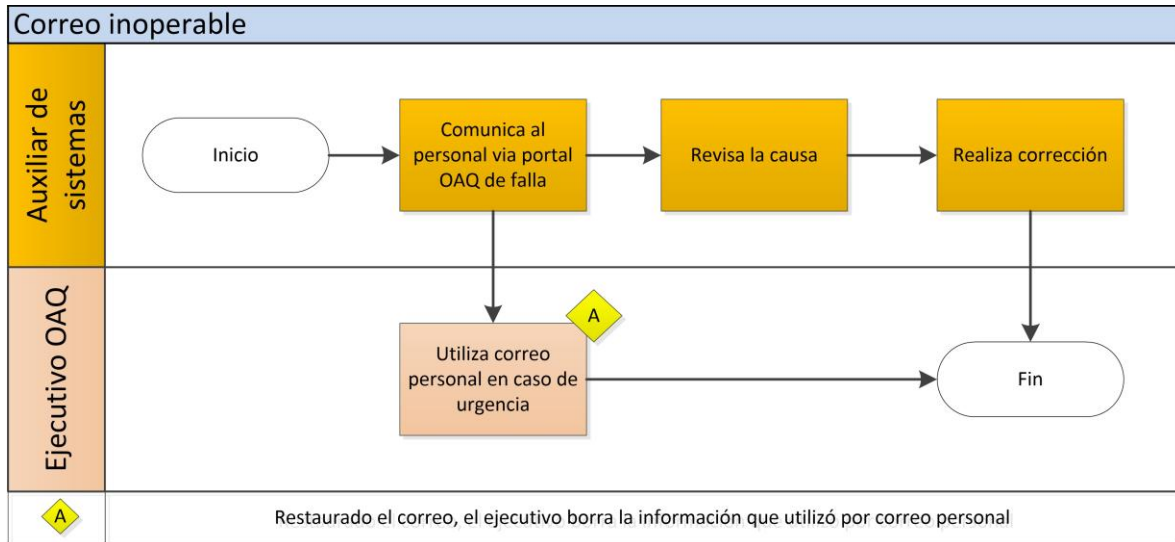 Correo inoperable
Auxiliar de
sistemas
Inicio
Comunica al
personal via portal
OAQ de falla
Revisa la causa
Realiza corrección
Ejecutivo OAQ
A
Utiliza correo
personal en caso de
urgencia
Fin
A
Restaurado el correo, el ejecutivo borra la información que utilizó por correo personal